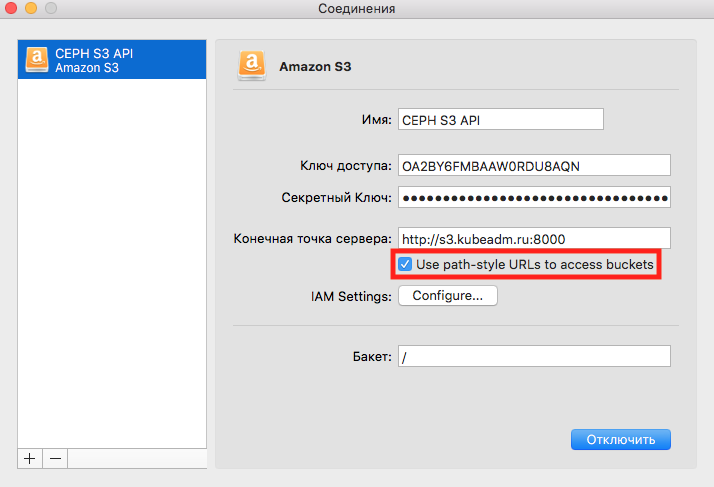 Соединения
CEPH S3 API
Amazon S3
Amazon S3
Имя: CEPH S3 API
Ключ доступа: OA2BY6FMBAAW0RDU8AQN
Секретный Ключ: ●●●●●●●●●●●●●●●●●●●●●●●●●●●●●●●●●
Конечная точка сервера: http://s3.kubeadm.ru:8000
Use path-style URLs to access buckets
IAM Settings: Configure...
Бакет: /
Отключить